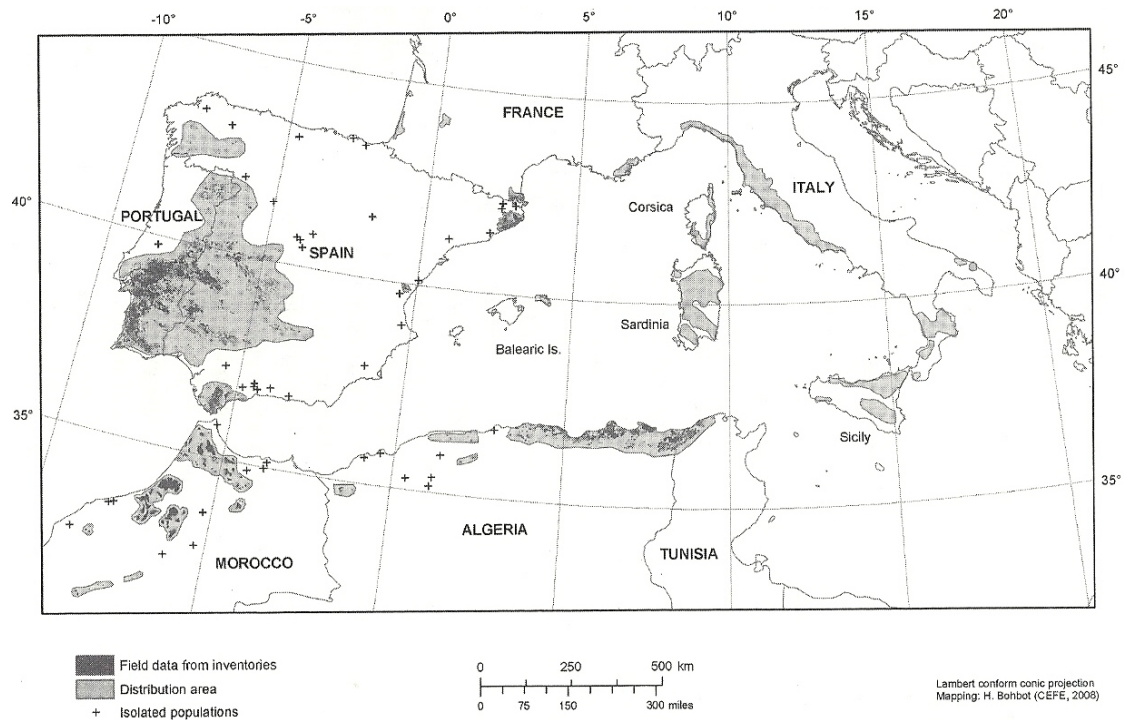 -10° -5° 0° 5° 10° 15° 20°
45°
FRANCE
ITALY
40°
PORTUGAL
Corsica
SPAIN
40°
Sardinia
Balearic Is.
35°
Sicily
35°
ALGERIA
TUNISIA
MOROCCO
Field data from inventories
Distribution area
Isolated populations
0 250 500 km
0 75 150 300 miles
Lambert conform conic projection
Mapping: H. Bohbot (CEFE, 2008)